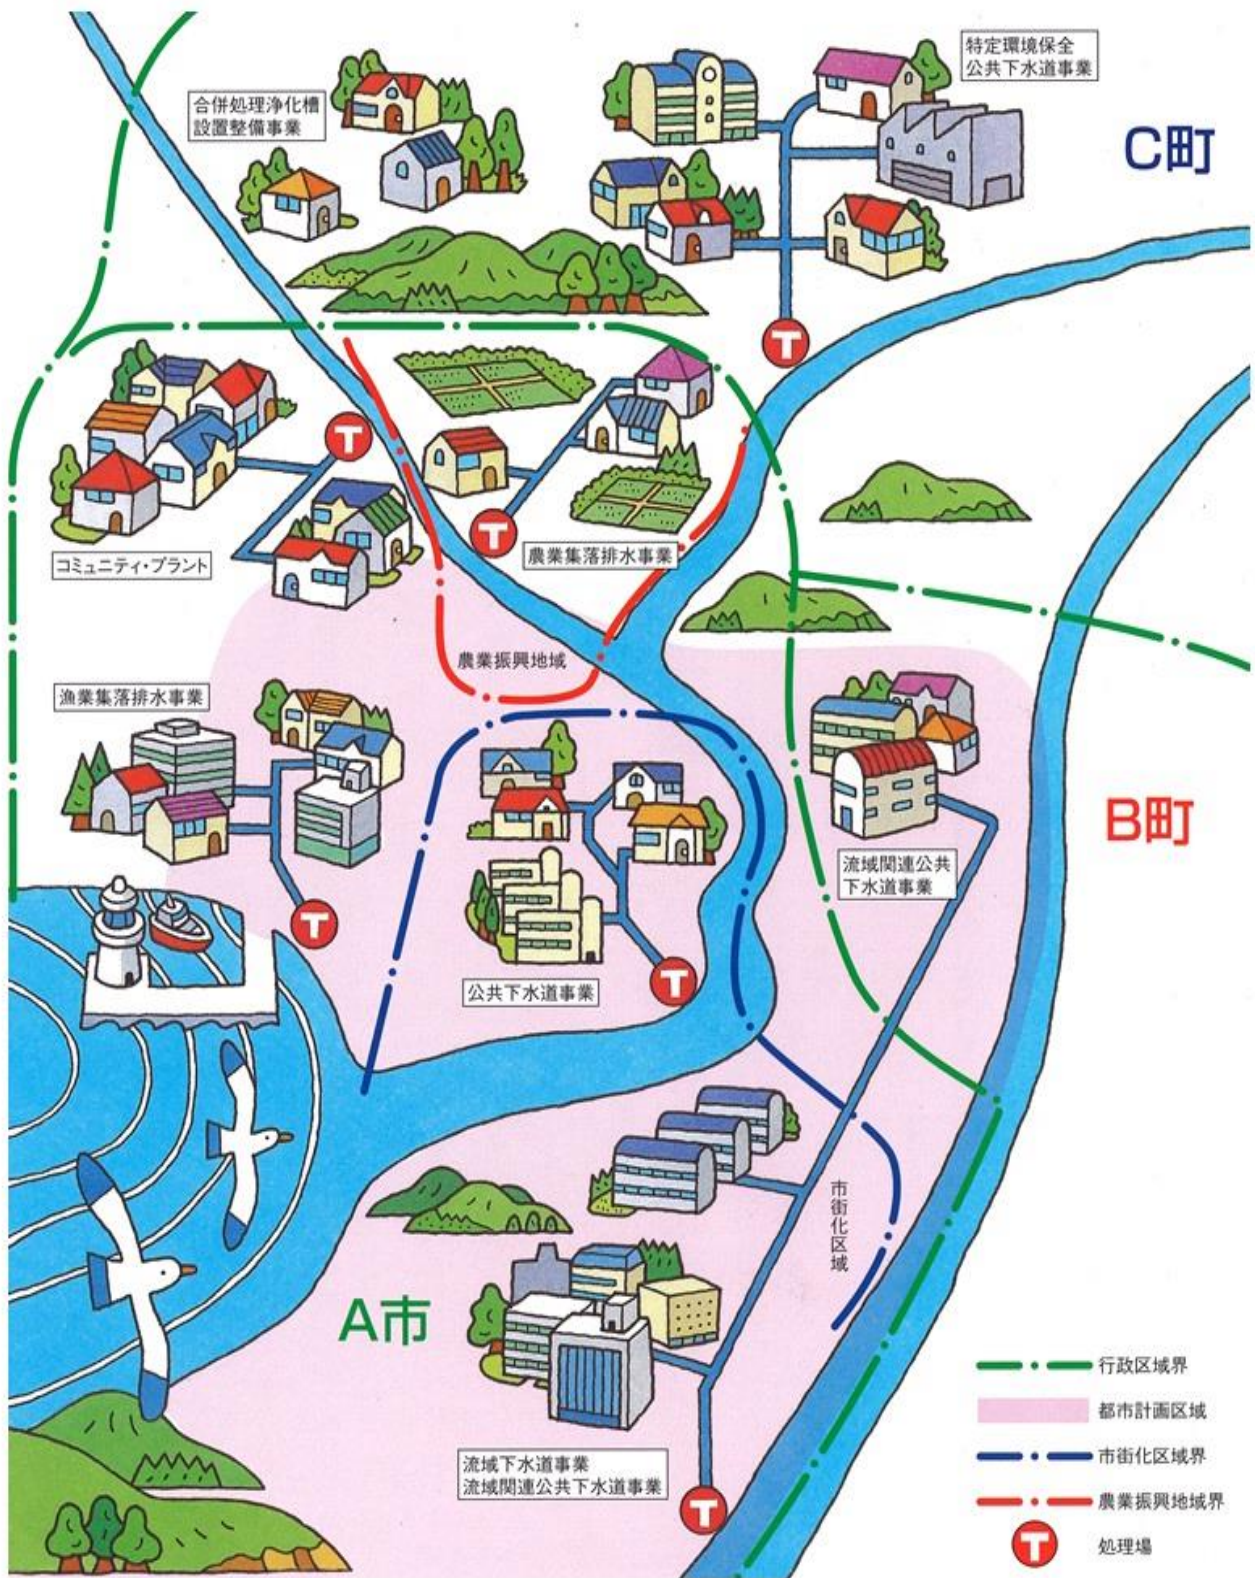 特定環境保全
公共下水道事業
合併処理浄化槽
設置整備事業
C町
T
T
T
コミュニティ・プラント
農業集落排水事業
農業振興地域
漁業集落排水事業
B町
流域関連公共
下水道事業
T
T
公共下水道事業
市街化区域
A市
流域下水道事業
流域関連公共下水道事業
T
行政区域界
都市計画区域
市街化区域界
農業振興地域界
T
処理場